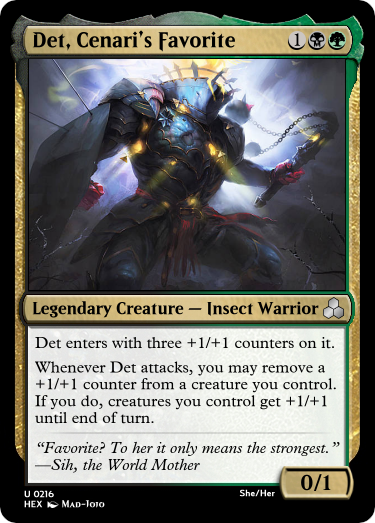 Det, Cenari's Favorite 1
Legendary Creature — Insect Warrior
Det enters with three +1/+1 counters on it.
Whenever Det attacks, you may remove a
+1/+1 counter from a creature you control.
If you do, creatures you control get +1/+1
until end of turn.
“Favorite? To her it only means the strongest.”
—Sih, the World Mother
0/1
U 0216
She/Her
HEX Mad-Joto